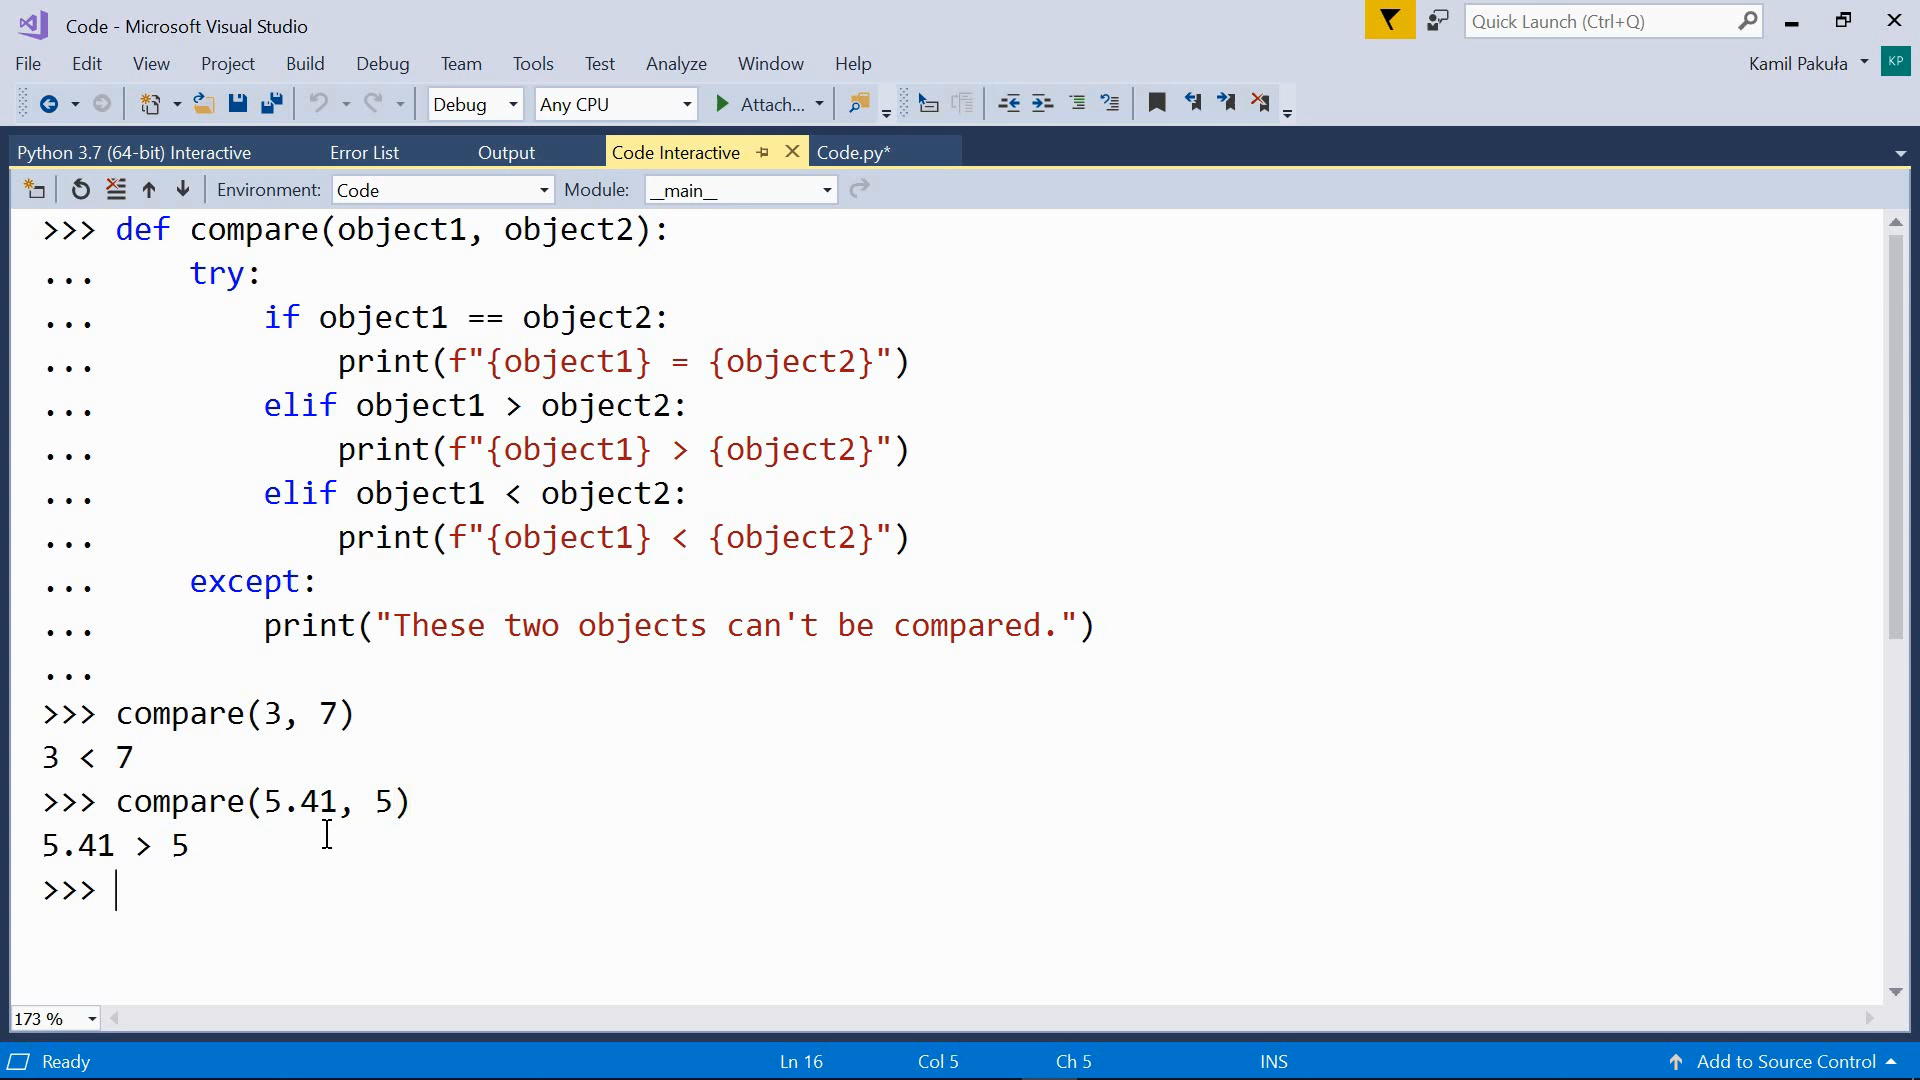 Code - Microsoft Visual Studio
Quick Launch (Ctrl+Q)
File Edit View Project Build Debug Team Tools Test Analyze Window Help
Kamil Pakuła KP
Debug Any CPU Attach...
Python 3.7 (64-bit) Interactive Error List Output Code Interactive Code.py*
Environment: Code Module: __main__
>>> def compare(object1, object2):
...     try:
...         if object1 == object2:
...             print(f"{object1} = {object2}")
...         elif object1 > object2:
...             print(f"{object1} > {object2}")
...         elif object1 < object2:
...             print(f"{object1} < {object2}")
...     except:
...         print("These two objects can't be compared.")
...
>>> compare(3, 7)
3 < 7
>>> compare(5.41, 5)
5.41 > 5
>>>
173 %
Ready Ln 16 Col 5 Ch 5 INS Add to Source Control